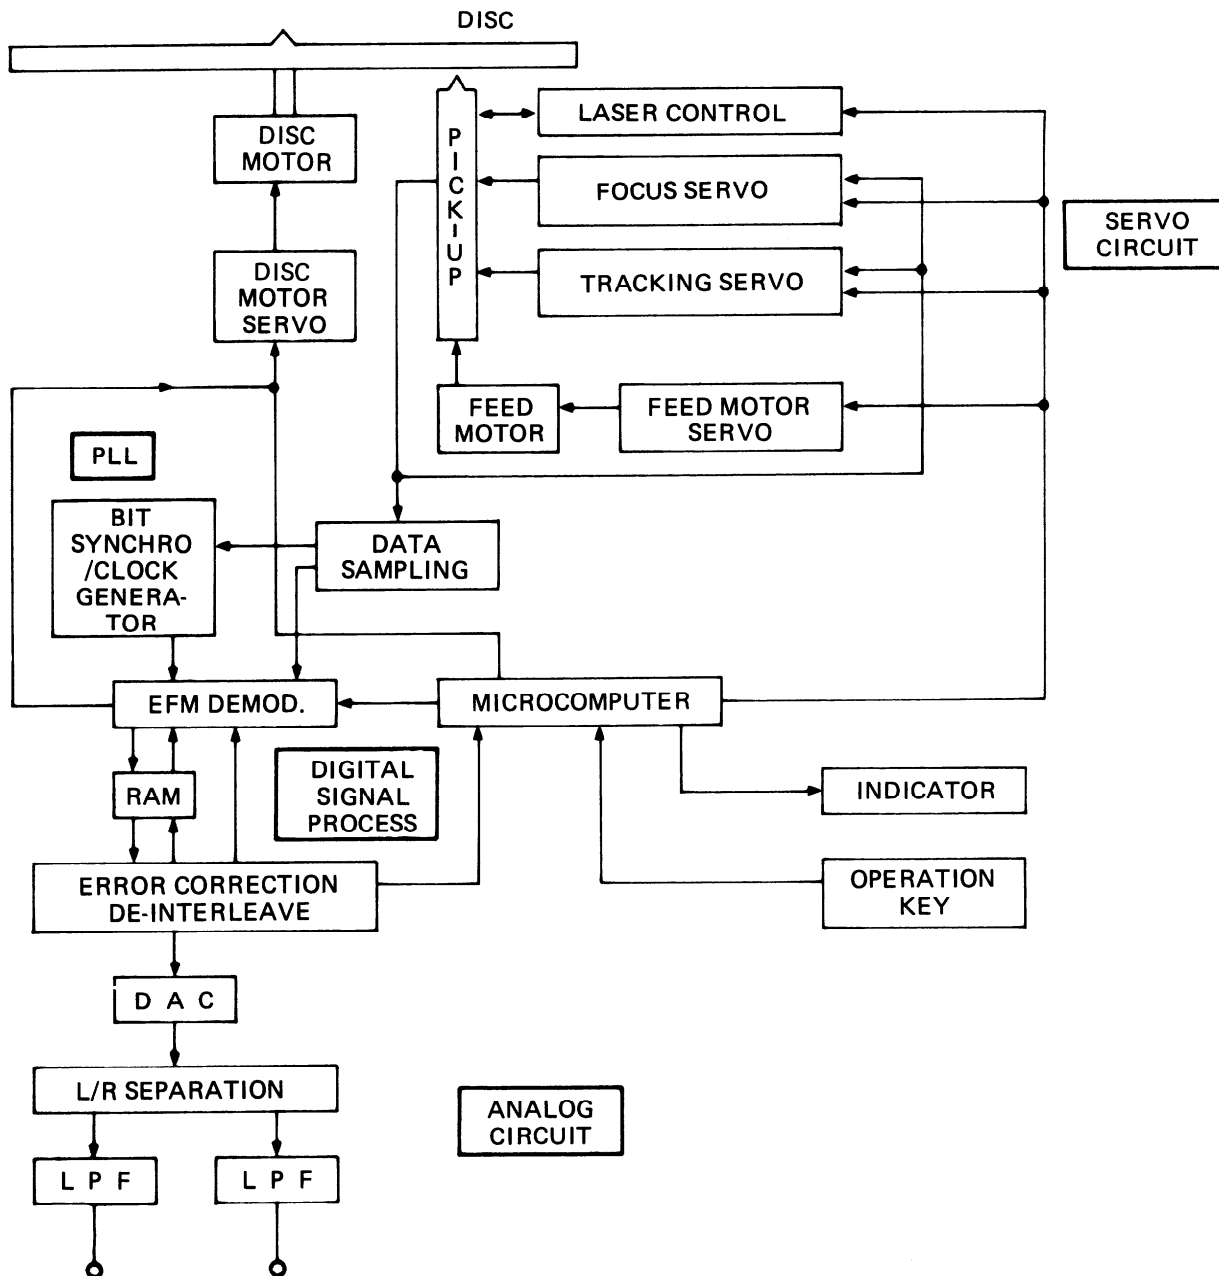 DISC
DISC
MOTOR
PICK-UP
LASER CONTROL
FOCUS SERVO
SERVO
CIRCUIT
DISC
MOTOR
SERVO
TRACKING SERVO
FEED
MOTOR
FEED MOTOR
SERVO
PLL
BIT
SYNCHRO
/CLOCK
GENERA-
TOR
DATA
SAMPLING
EFM DEMOD.
MICROCOMPUTER
RAM
DIGITAL
SIGNAL
PROCESS
INDICATOR
ERROR CORRECTION
DE-INTERLEAVE
OPERATION
KEY
D A C
L/R SEPARATION
ANALOG
CIRCUIT
L P F
L P F